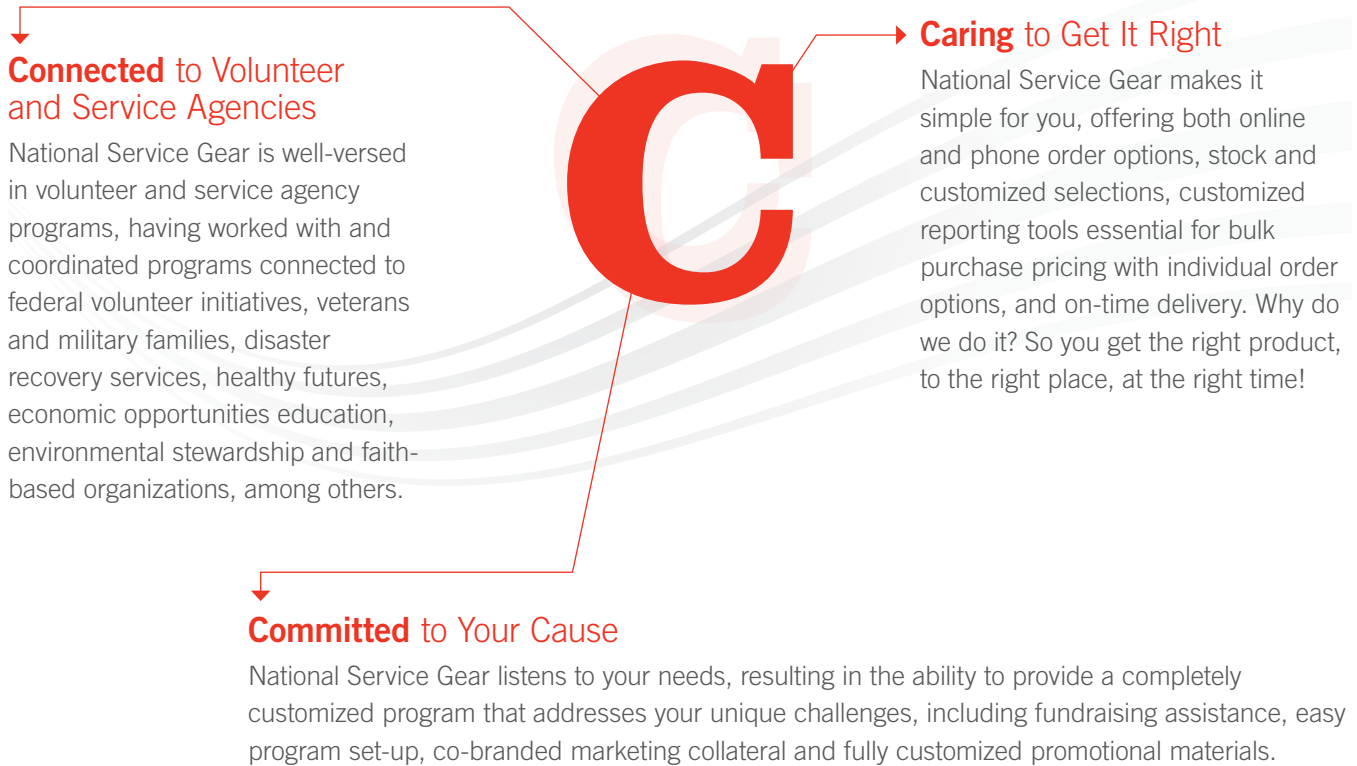 Connected to Volunteer
and Service Agencies
National Service Gear is well-versed
in volunteer and service agency
programs, having worked with and
coordinated programs connected to
federal volunteer initiatives, veterans
and military families, disaster
recovery services, healthy futures,
economic opportunities education,
environmental stewardship and faith-
based organizations, among others.
C
Caring to Get It Right
National Service Gear makes it
simple for you, offering both online
and phone order options, stock and
customized selections, customized
reporting tools essential for bulk
purchase pricing with individual order
options, and on-time delivery. Why do
we do it? So you get the right product,
to the right place, at the right time!
Committed to Your Cause
National Service Gear listens to your needs, resulting in the ability to provide a completely
customized program that addresses your unique challenges, including fundraising assistance, easy
program set-up, co-branded marketing collateral and fully customized promotional materials.